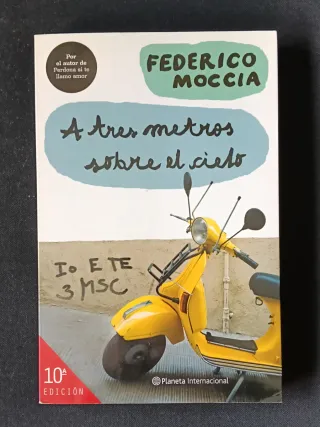 Por
el autor de
Perdona si te
llamo amor
FEDERICO
MOCCIA
A tres metros
sobre el cielo
Io E TE
3 MSC
10ª
EDICIÓN
Planeta Internacional